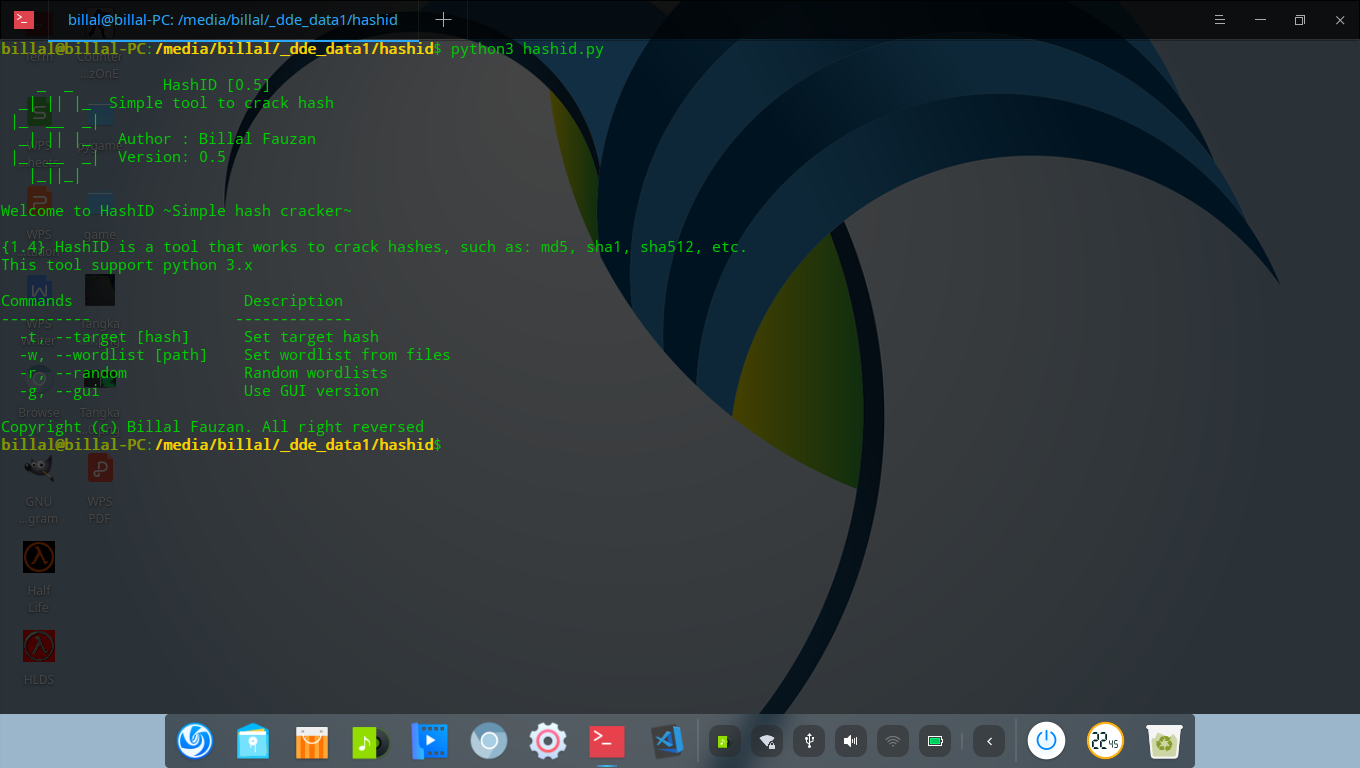 billal@billal-PC: /media/billal/_dde_data1/hashid
billal@billal-PC:/media/billal/_dde_data1/hashid$ python3 hashid.py
HashID [0.5]
Simple tool to crack hash
Author : Billal Fauzan
Version: 0.5
Welcome to HashID ~Simple hash cracker~
{1.4} HashID is a tool that works to crack hashes, such as: md5, sha1, sha512, etc.
This tool support python 3.x
Commands Description
---------- -------------
-t, --target [hash] Set target hash
-w, --wordlist [path] Set wordlist from files
-r, --random Random wordlists
-g, --gui Use GUI version
Copyright (c) Billal Fauzan. All right reversed
billal@billal-PC:/media/billal/_dde_data1/hashid$
Term
Counter
...zOnE
WPS
pygame
WPS
game
WPS
Writer
Tangka
Browse
Tangka
GNU
...gram
WPS
PDF
Half
Life
HLDS
22 45